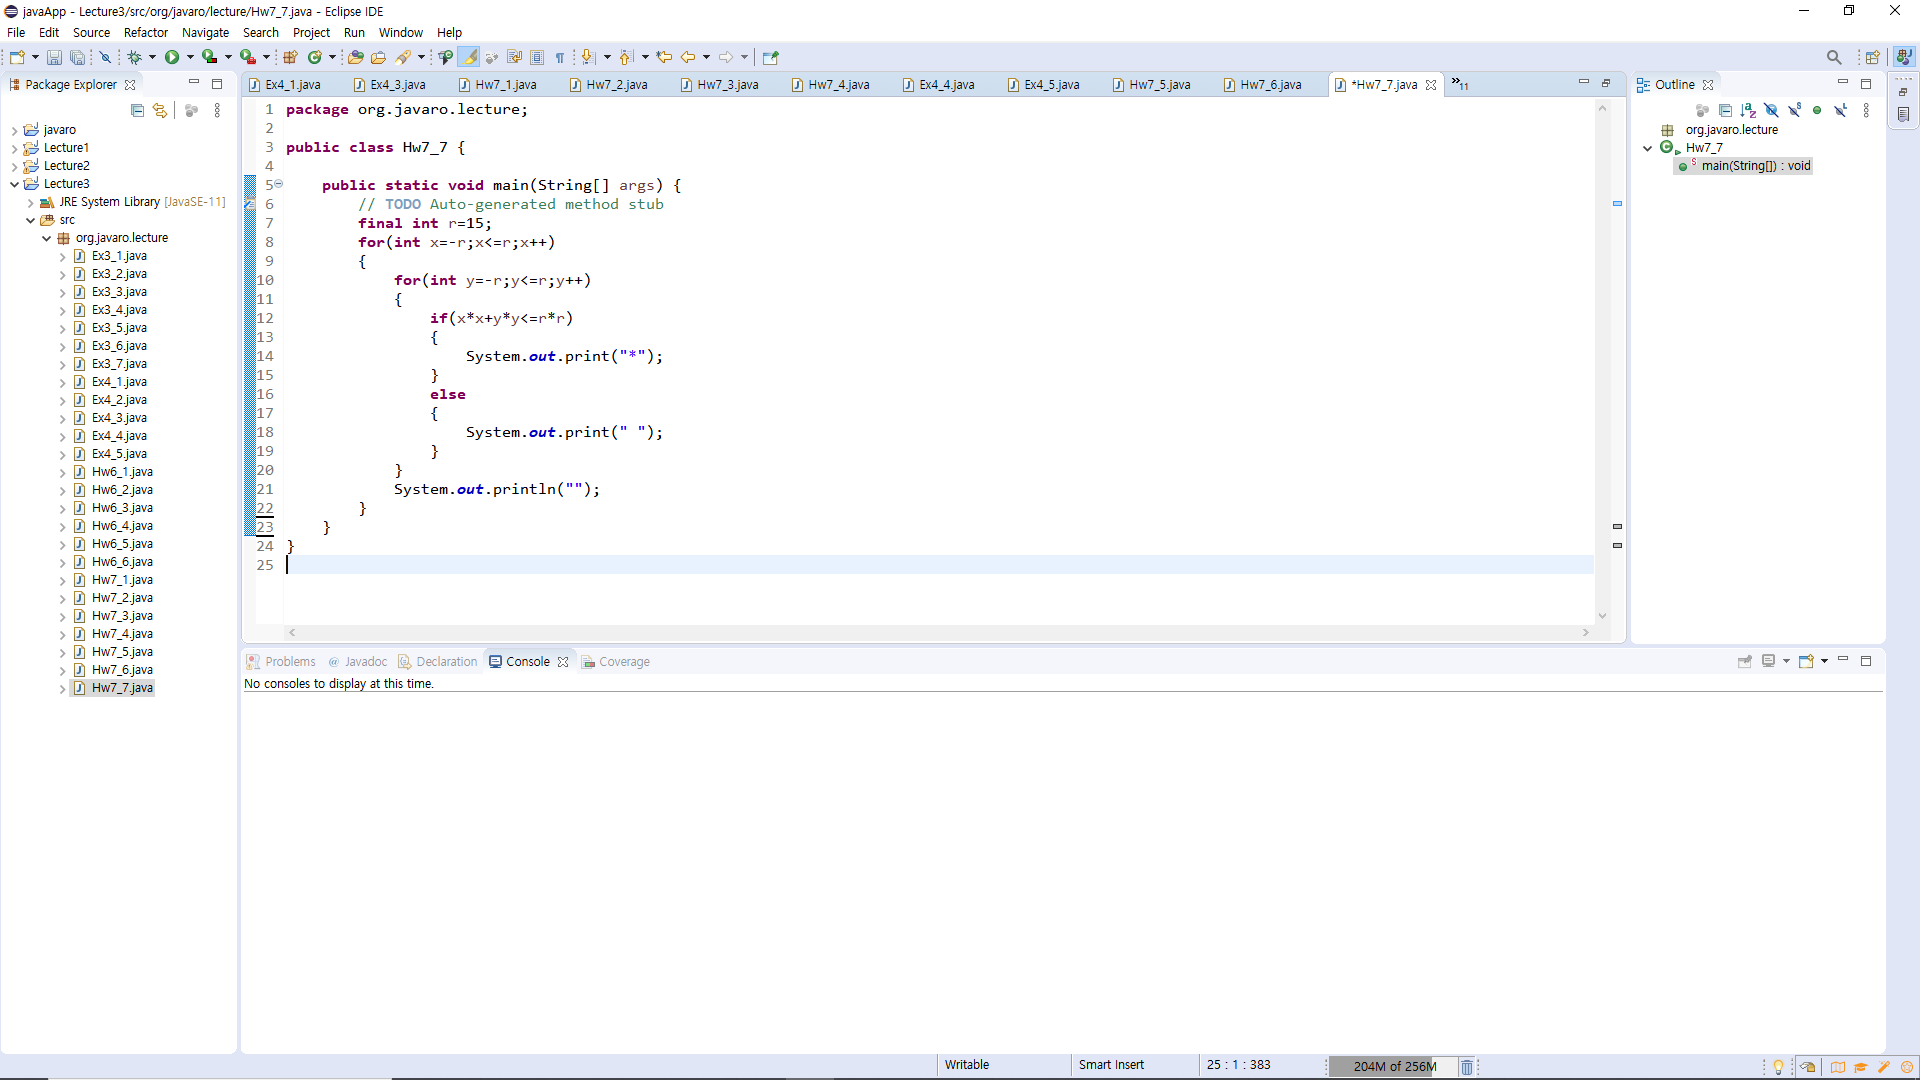 javaApp - Lecture3/src/org/javaro/lecture/Hw7_7.java - Eclipse IDE
File Edit Source Refactor Navigate Search Project Run Window Help
Package Explorer
javaro
Lecture1
Lecture2
Lecture3
JRE System Library [JavaSE-11]
src
org.javaro.lecture
Ex3_1.java
Ex3_2.java
Ex3_3.java
Ex3_4.java
Ex3_5.java
Ex3_6.java
Ex3_7.java
Ex4_1.java
Ex4_2.java
Ex4_3.java
Ex4_4.java
Ex4_5.java
Hw6_1.java
Hw6_2.java
Hw6_3.java
Hw6_4.java
Hw6_5.java
Hw6_6.java
Hw7_1.java
Hw7_2.java
Hw7_3.java
Hw7_4.java
Hw7_5.java
Hw7_6.java
Hw7_7.java
Ex4_1.java Ex4_3.java Hw7_1.java Hw7_2.java Hw7_3.java Hw7_4.java Ex4_4.java Ex4_5.java Hw7_5.java Hw7_6.java *Hw7_7.java »11
1 package org.javaro.lecture;
2
3 public class Hw7_7 {
4
5     public static void main(String[] args) {
6         // TODO Auto-generated method stub
7         final int r=15;
8         for(int x=-r;x<=r;x++)
9         {
10             for(int y=-r;y<=r;y++)
11             {
12                 if(x*x+y*y<=r*r)
13                 {
14                     System.out.print("*");
15                 }
16                 else
17                 {
18                     System.out.print(" ");
19                 }
20             }
21             System.out.println("");
22         }
23     }
24 }
25
Outline
org.javaro.lecture
Hw7_7
main(String[]) : void
Problems Javadoc Declaration Console Coverage
No consoles to display at this time.
Writable Smart Insert 25 : 1 : 383 204M of 256M